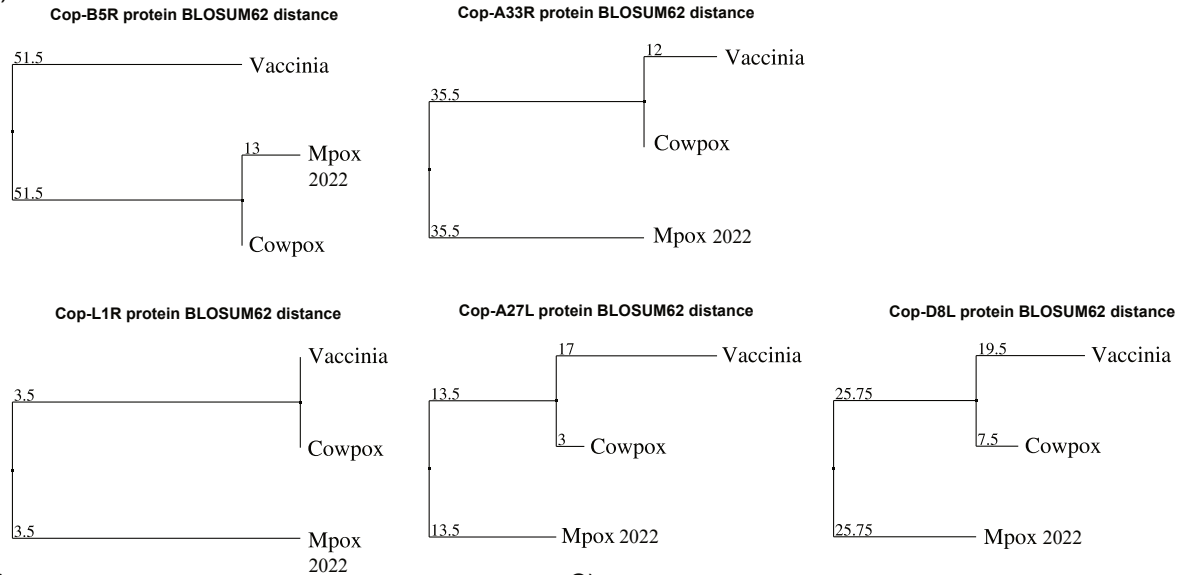 Cop-B5R protein BLOSUM62 distance
51.5
Vaccinia
13
Mpox
2022
51.5
Cowpox
Cop-A33R protein BLOSUM62 distance
12
Vaccinia
35.5
Cowpox
35.5
Mpox 2022
Cop-L1R protein BLOSUM62 distance
Vaccinia
3.5
Cowpox
3.5
Mpox
2022
Cop-A27L protein BLOSUM62 distance
17
Vaccinia
13.5
3
Cowpox
13.5
Mpox 2022
Cop-D8L protein BLOSUM62 distance
19.5
Vaccinia
25.75
7.5
Cowpox
25.75
Mpox 2022